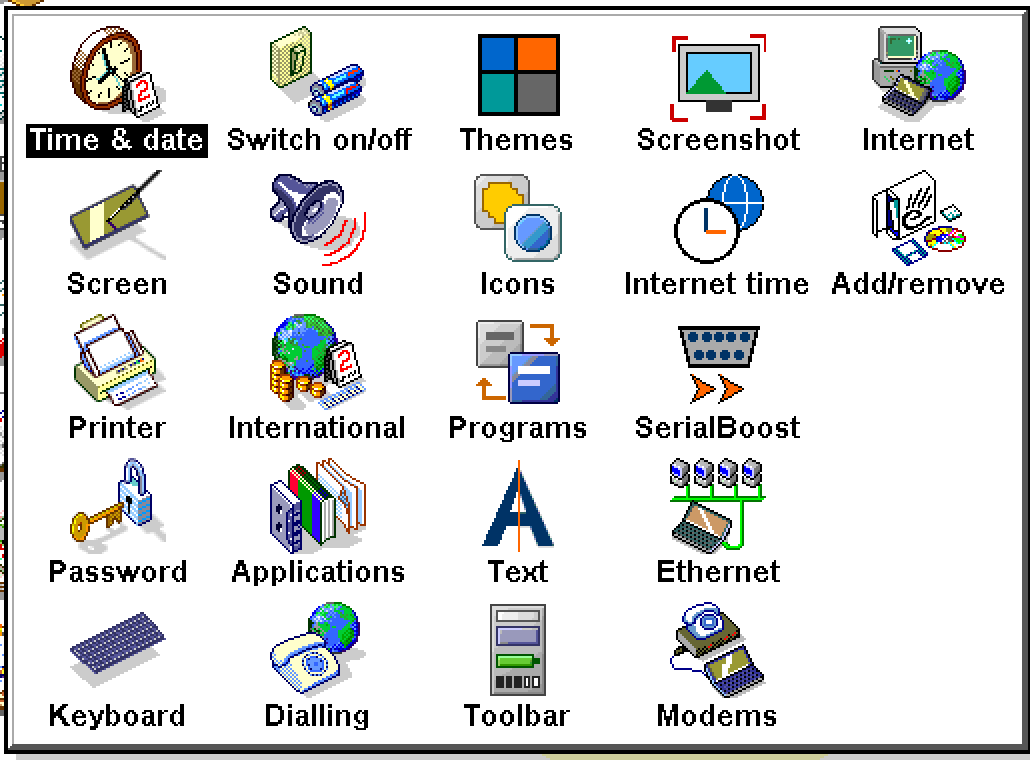 Time & date
Switch on/off
Themes
Screenshot
Internet
Screen
Sound
Icons
Internet time
Add/remove
Printer
International
Programs
SerialBoost
Password
Applications
Text
Ethernet
Keyboard
Dialling
Toolbar
Modems